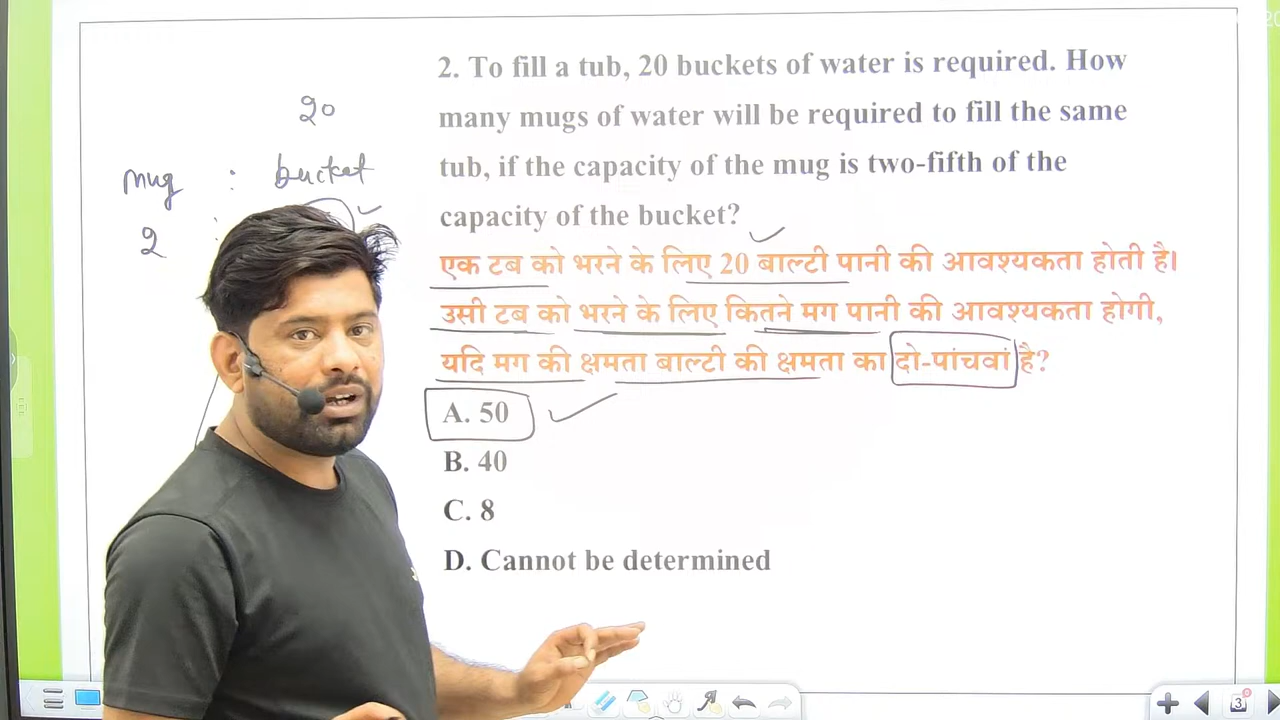 2. To fill a tub, 20 buckets of water is required. How
many mugs of water will be required to fill the same
tub, if the capacity of the mug is two-fifth of the
capacity of the bucket?
एक टब को भरने के लिए 20 बाल्टी पानी की आवश्यकता होती है।
उसी टब को भरने के लिए कितने मग पानी की आवश्यकता होगी,
यदि मग की क्षमता बाल्टी की क्षमता का दो-पांचवां है?
A. 50
B. 40
C. 8
D. Cannot be determined
20
mug : bucket
2 :
3